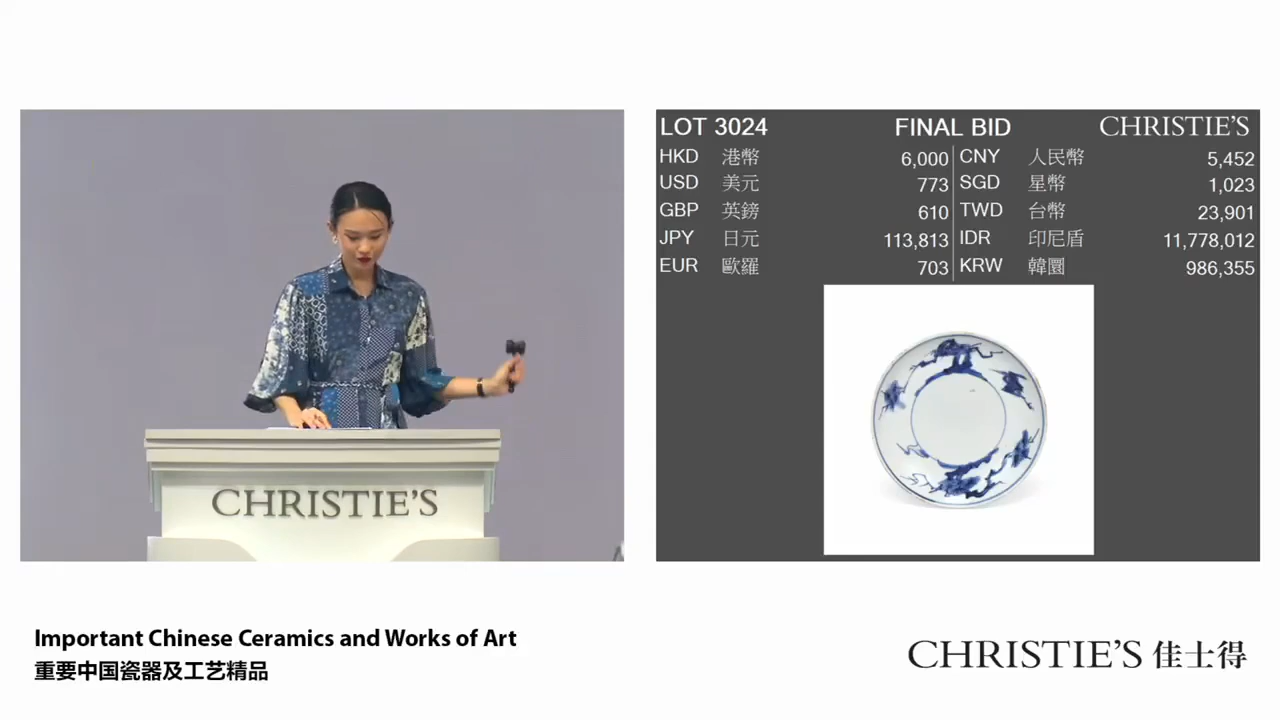 CHRISTIE'S
LOT 3024 FINAL BID CHRISTIE'S
HKD 港幣 6,000 CNY 人民幣 5,452
USD 美元 773 SGD 星幣 1,023
GBP 英鎊 610 TWD 台幣 23,901
JPY 日元 113,813 IDR 印尼盾 11,778,012
EUR 歐羅 703 KRW 韓圜 986,355
Important Chinese Ceramics and Works of Art
重要中国瓷器及工艺精品
CHRISTIE'S 佳士得